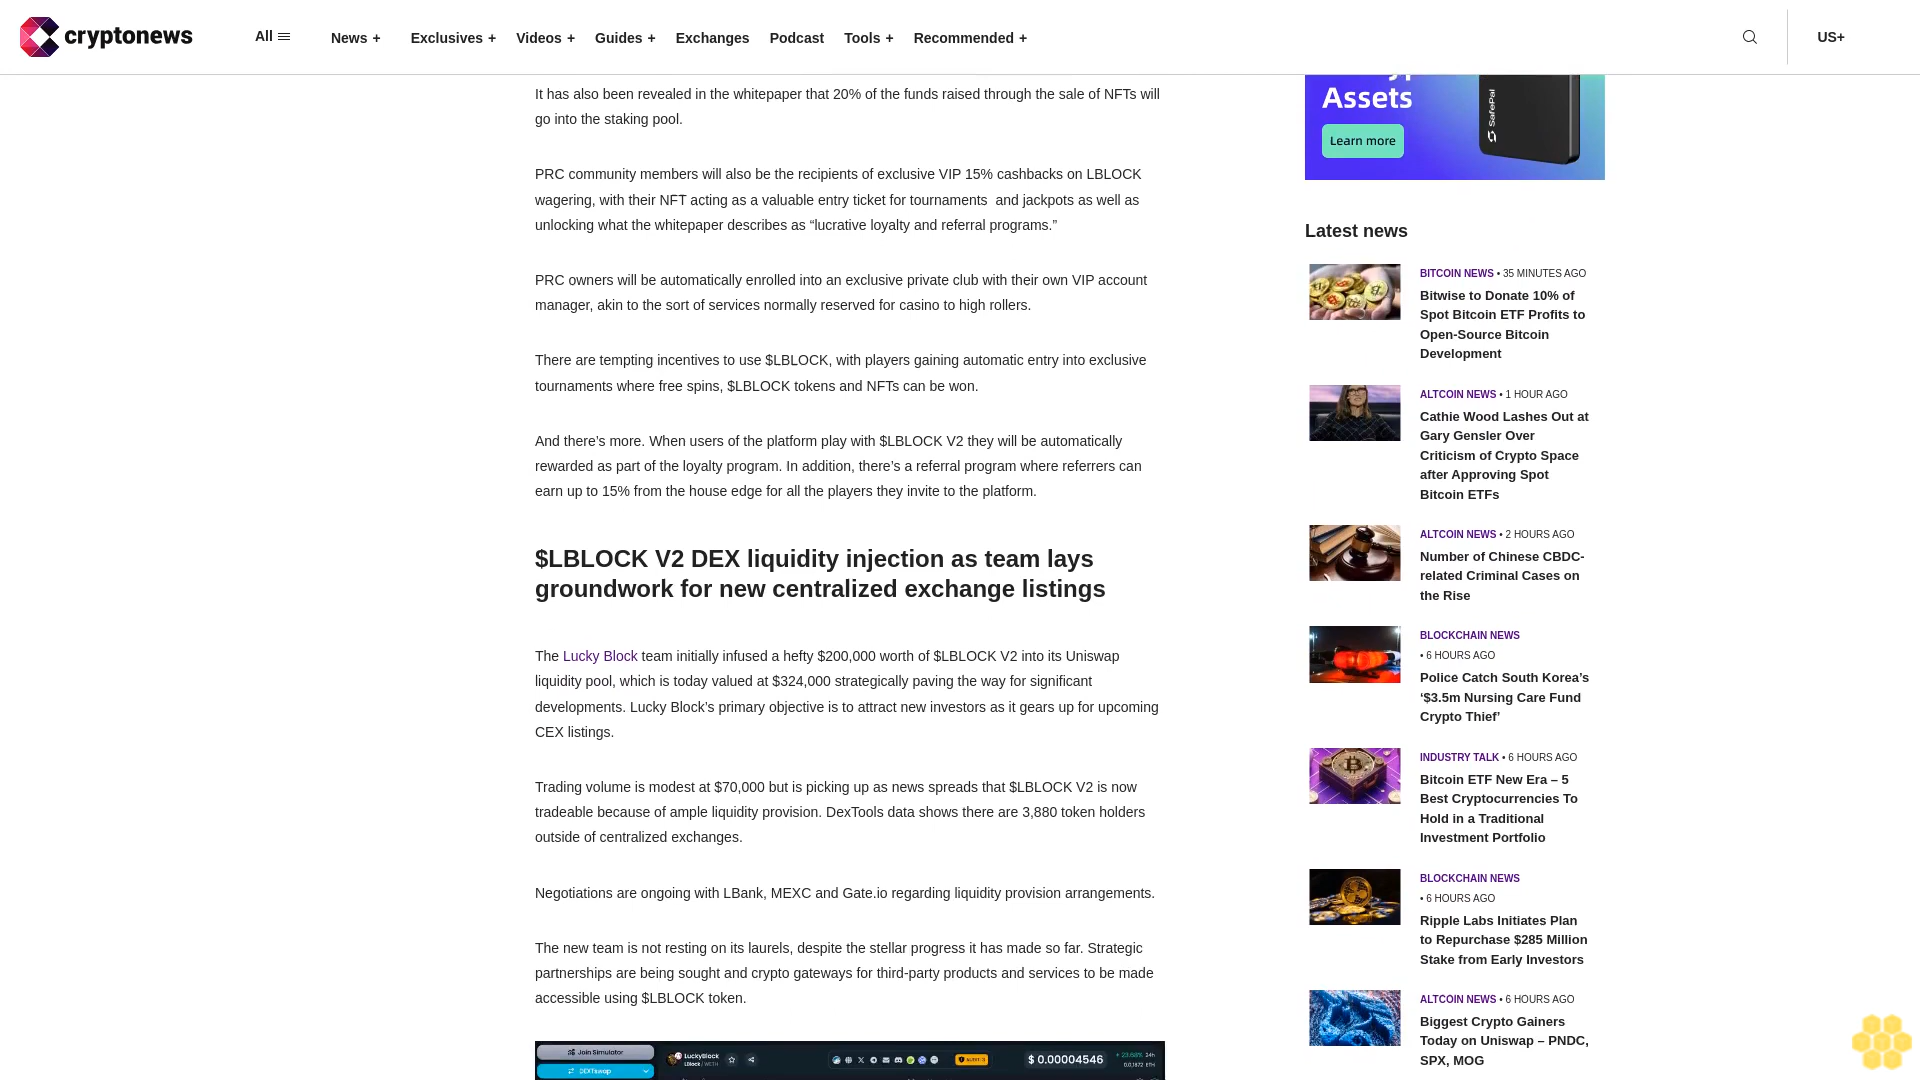 cryptonews
All
News +
Exclusives +
Videos +
Guides +
Exchanges
Podcast
Tools +
Recommended +
US+
It has also been revealed in the whitepaper that 20% of the funds raised through the sale of NFTs will
go into the staking pool.
PRC community members will also be the recipients of exclusive VIP 15% cashbacks on LBLOCK
wagering, with their NFT acting as a valuable entry ticket for tournaments  and jackpots as well as
unlocking what the whitepaper describes as “lucrative loyalty and referral programs.”
PRC owners will be automatically enrolled into an exclusive private club with their own VIP account
manager, akin to the sort of services normally reserved for casino to high rollers.
There are tempting incentives to use $LBLOCK, with players gaining automatic entry into exclusive
tournaments where free spins, $LBLOCK tokens and NFTs can be won.
And there’s more. When users of the platform play with $LBLOCK V2 they will be automatically
rewarded as part of the loyalty program. In addition, there’s a referral program where referrers can
earn up to 15% from the house edge for all the players they invite to the platform.
$LBLOCK V2 DEX liquidity injection as team lays
groundwork for new centralized exchange listings
The Lucky Block team initially infused a hefty $200,000 worth of $LBLOCK V2 into its Uniswap
liquidity pool, which is today valued at $324,000 strategically paving the way for significant
developments. Lucky Block’s primary objective is to attract new investors as it gears up for upcoming
CEX listings.
Trading volume is modest at $70,000 but is picking up as news spreads that $LBLOCK V2 is now
tradeable because of ample liquidity provision. DexTools data shows there are 3,880 token holders
outside of centralized exchanges.
Negotiations are ongoing with LBank, MEXC and Gate.io regarding liquidity provision arrangements.
The new team is not resting on its laurels, despite the stellar progress it has made so far. Strategic
partnerships are being sought and crypto gateways for third-party products and services to be made
accessible using $LBLOCK token.
Join Simulator
DEXTswap
LuckyBlock
LBlock / WETH
$ 0.00004546
+ 23.68% 24h
Assets
Learn more
SafePal
Latest news
BITCOIN NEWS • 35 MINUTES AGO
Bitwise to Donate 10% of
Spot Bitcoin ETF Profits to
Open-Source Bitcoin
Development
ALTCOIN NEWS • 1 HOUR AGO
Cathie Wood Lashes Out at
Gary Gensler Over
Criticism of Crypto Space
after Approving Spot
Bitcoin ETFs
ALTCOIN NEWS • 2 HOURS AGO
Number of Chinese CBDC-
related Criminal Cases on
the Rise
BLOCKCHAIN NEWS
• 6 HOURS AGO
Police Catch South Korea’s
‘$3.5m Nursing Care Fund
Crypto Thief’
INDUSTRY TALK • 6 HOURS AGO
Bitcoin ETF New Era – 5
Best Cryptocurrencies To
Hold in a Traditional
Investment Portfolio
BLOCKCHAIN NEWS
• 6 HOURS AGO
Ripple Labs Initiates Plan
to Repurchase $285 Million
Stake from Early Investors
ALTCOIN NEWS • 6 HOURS AGO
Biggest Crypto Gainers
Today on Uniswap – PNDC,
SPX, MOG